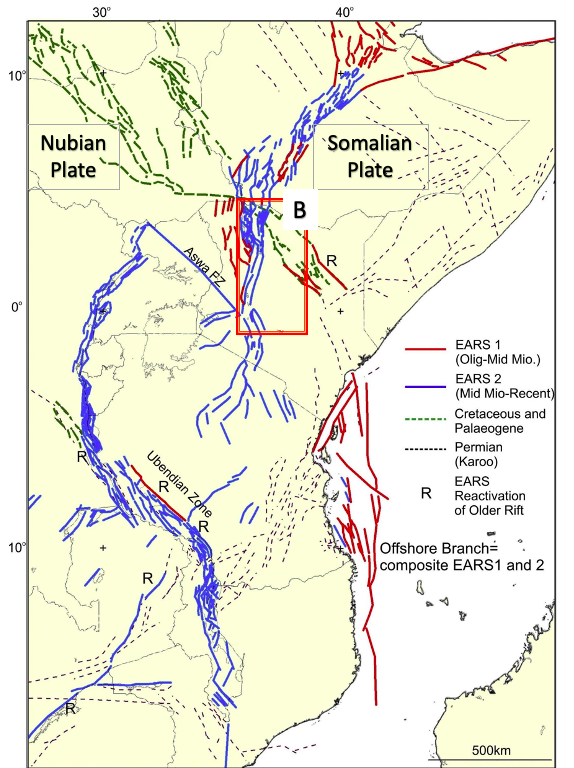 30°
40°
10°
Nubian
Plate
Somalian
Plate
B
R
Aswa FZ
0°
EARS 1
(Olig-Mid Mio.)
EARS 2
(Mid Mio-Recent)
Cretaceous and
Palaeogene
Permian
(Karoo)
R
EARS
Reactivation
of Older Rift
R
Ubendian Zone
R
R
10°
Offshore Branch=
composite EARS1 and 2
R
R
500km